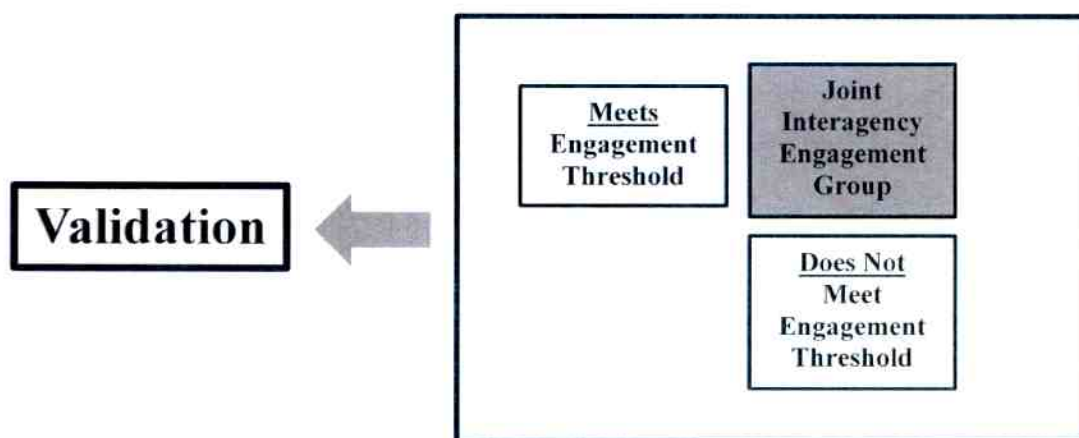 Validation
Meets
Engagement
Threshold
Joint
Interagency
Engagement
Group
Does Not
Meet
Engagement
Threshold